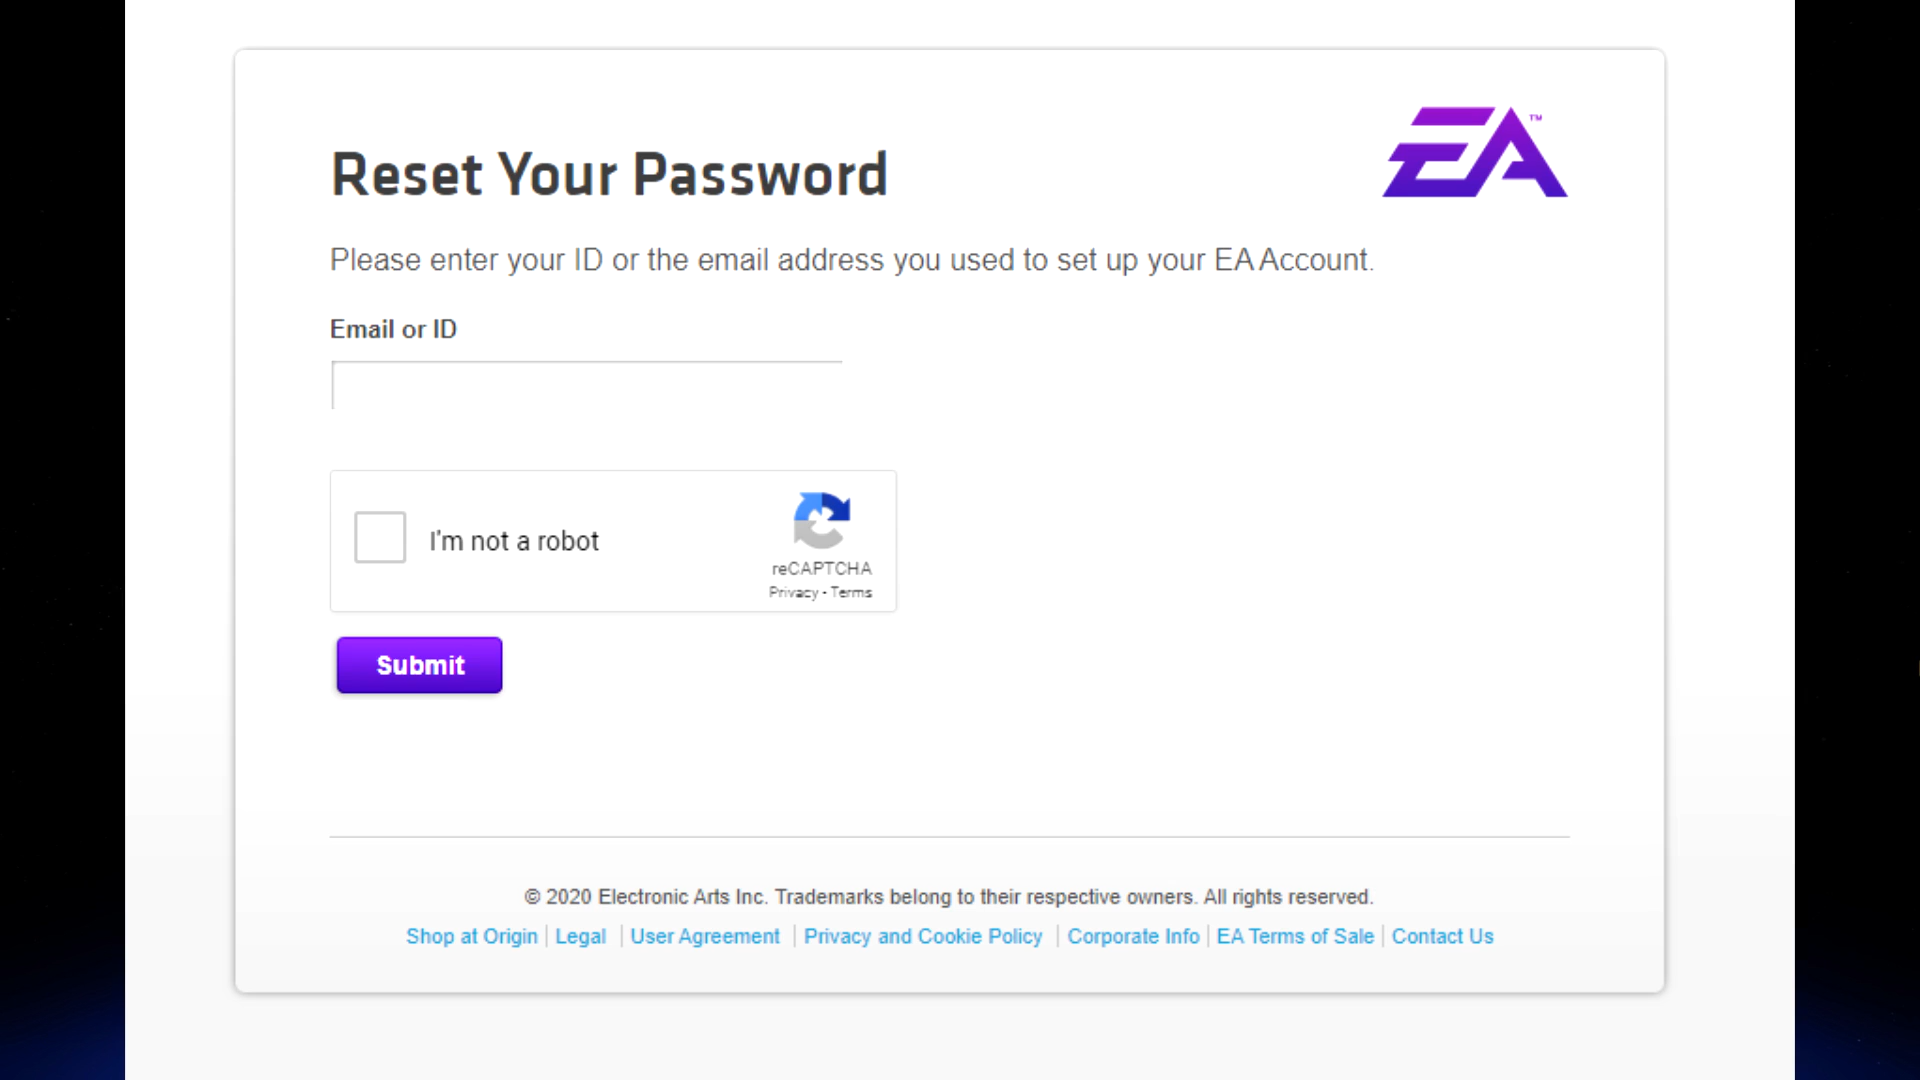 EA™
Reset Your Password
Please enter your ID or the email address you used to set up your EA Account.
Email or ID
I'm not a robot
reCAPTCHA
Privacy - Terms
Submit
© 2020 Electronic Arts Inc. Trademarks belong to their respective owners. All rights reserved.
Shop at Origin | Legal | User Agreement | Privacy and Cookie Policy | Corporate Info | EA Terms of Sale | Contact Us